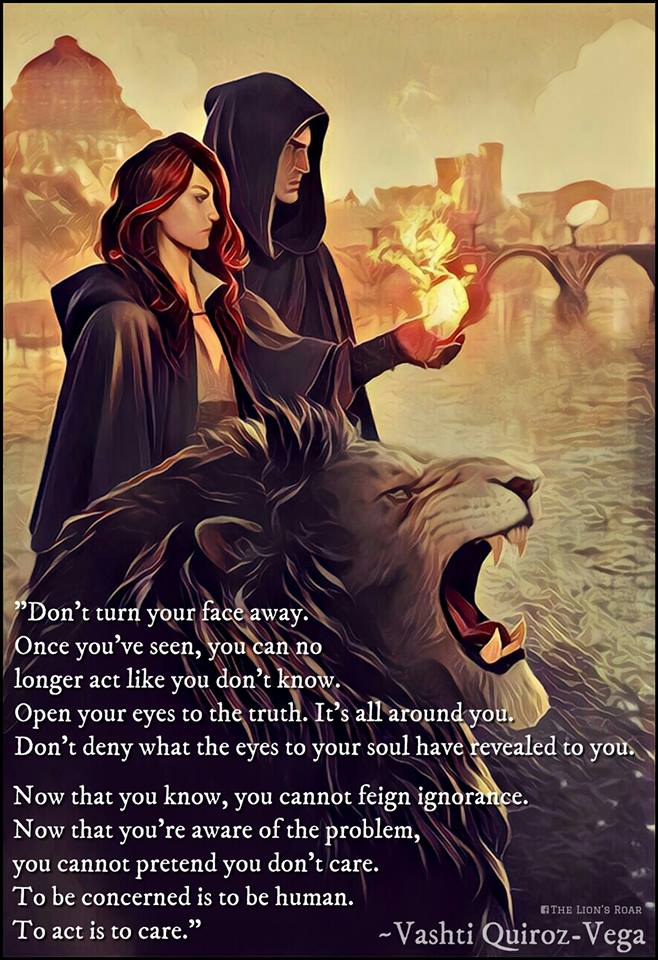 "Don't turn your face away.
Once you've seen, you can no
longer act like you don't know.
Open your eyes to the truth. It's all around you.
Don't deny what the eyes to your soul have revealed to you.
Now that you know, you cannot feign ignorance.
Now that you're aware of the problem,
you cannot pretend you don't care.
To be concerned is to be human.
To act is to care."
The Lion's Roar
~Vashti Quiroz-Vega